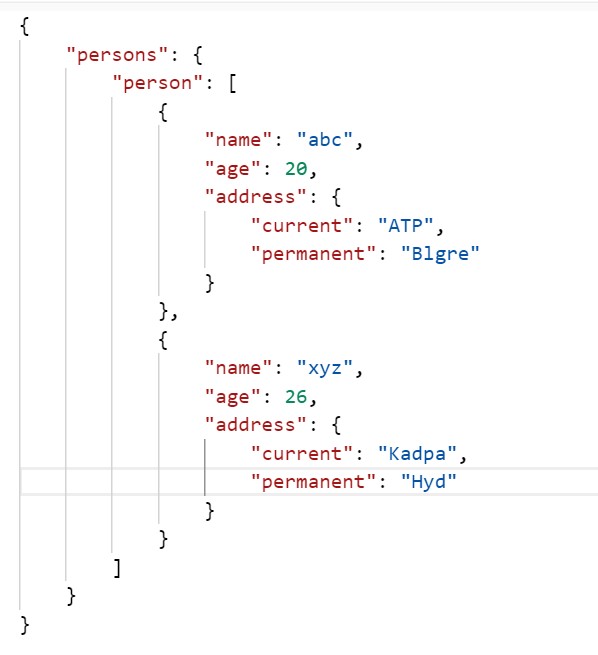 {
    "persons": {
        "person": [
            {
                "name": "abc",
                "age": 20,
                "address": {
                    "current": "ATP",
                    "permanent": "Blgre"
                }
            },
            {
                "name": "xyz",
                "age": 26,
                "address": {
                    "current": "Kadpa",
                    "permanent": "Hyd"
                }
            }
        ]
    }
}